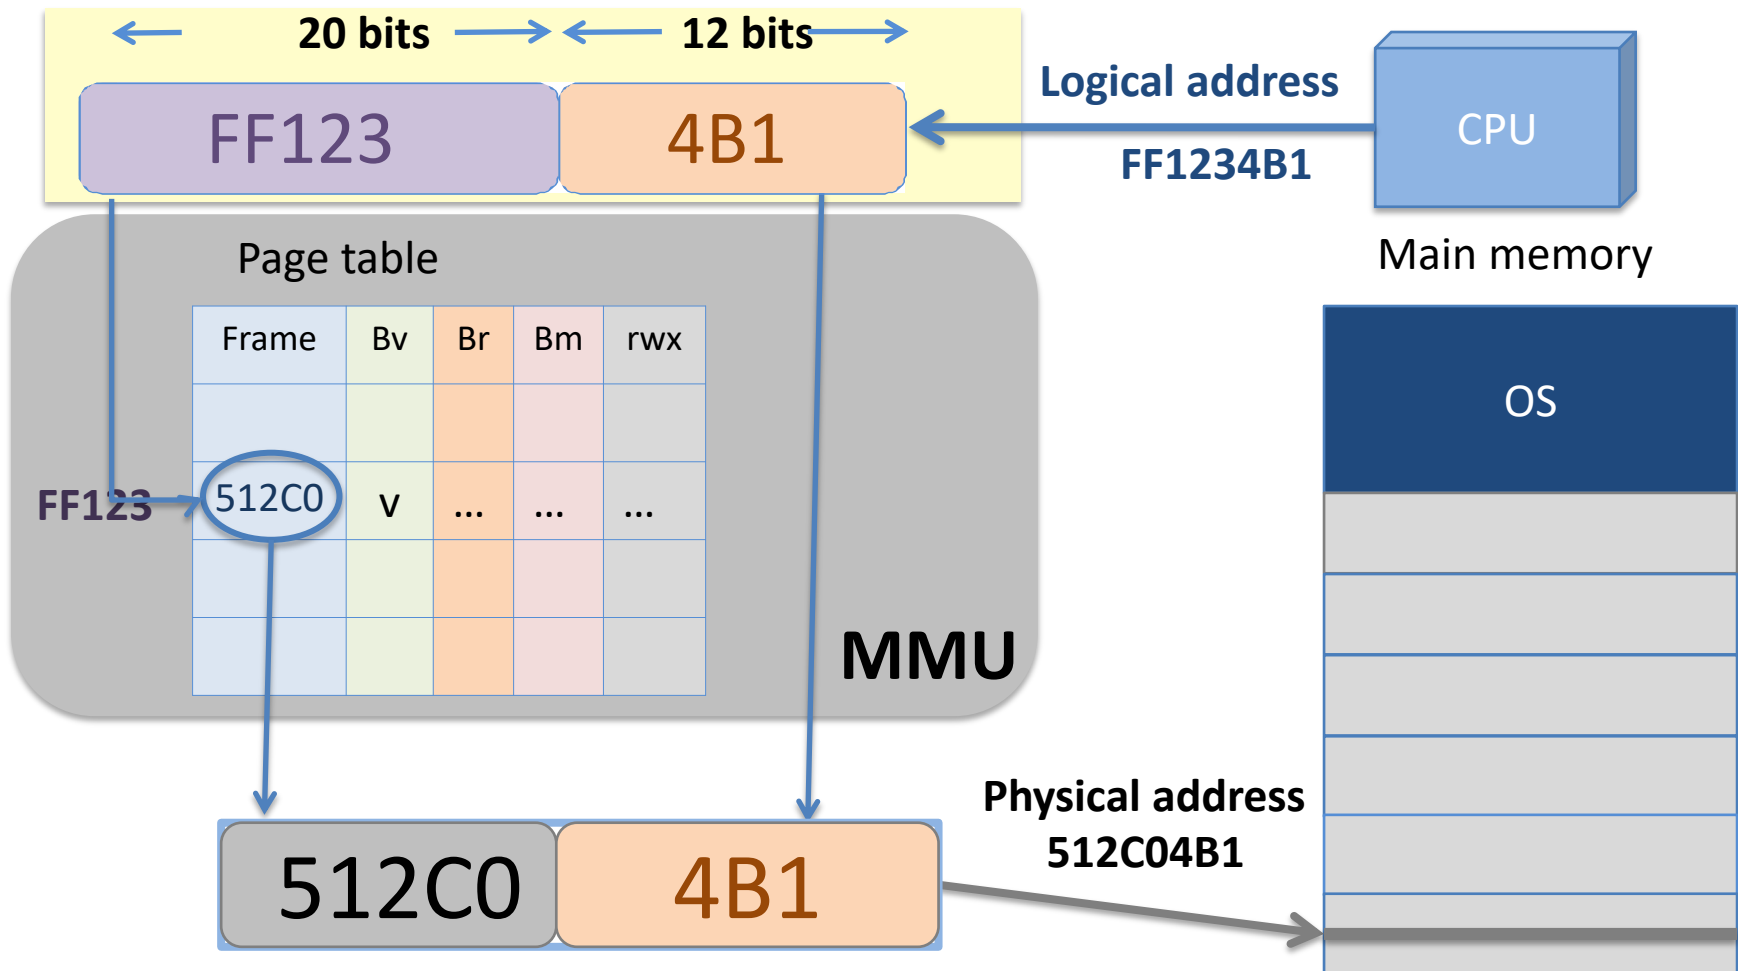 20 bits
12 bits
FF123
4B1
Logical address
FF1234B1
CPU
Page table
Frame Bv Br Bm rwx
FF123
512C0 v ... ... ...
MMU
Main memory
OS
512C0
4B1
Physical address
512C04B1